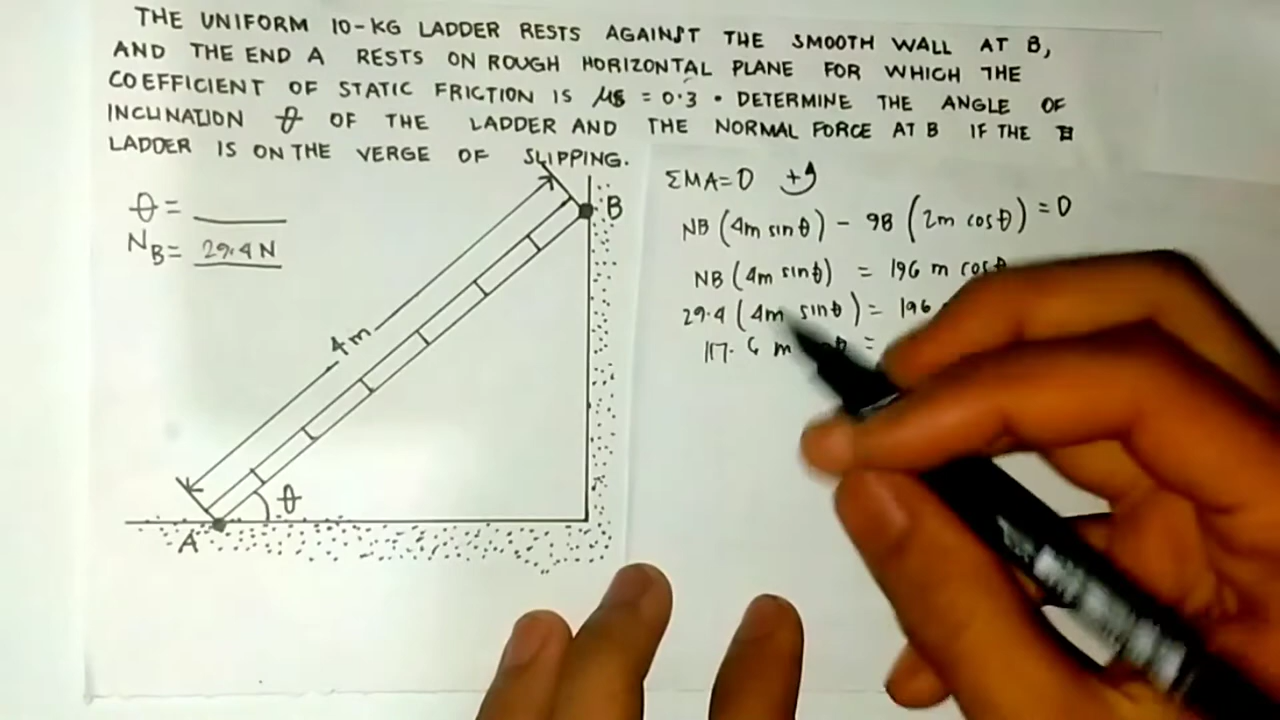 THE UNIFORM 10-KG LADDER RESTS AGAINST THE SMOOTH WALL AT B,
AND THE END A RESTS ON ROUGH HORIZONTAL PLANE FOR WHICH THE
COEFFICIENT OF STATIC FRICTION IS μs = 0.3 . DETERMINE THE ANGLE OF
INCLINATION θ OF THE LADDER AND THE NORMAL FORCE AT B IF THE
LADDER IS ON THE VERGE OF SLIPPING.
θ =
NB = 29.4 N
B
4m
θ
A
ΣMA=0 +
NB (4m sinθ) - 98 (2m cosθ) = 0
NB (4m sinθ) = 196 m cosθ
29.4 (4m sinθ) = 196
117.6 m =